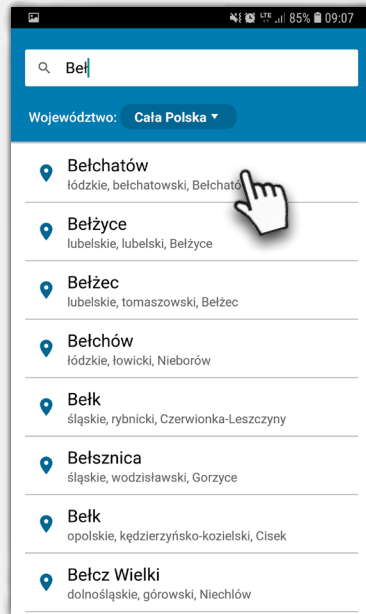 LTE 85% 09:07
Beł
Województwo: Cała Polska
Bełchatów
łódzkie, bełchatowski, Bełcható
Bełżyce
lubelskie, lubelski, Bełżyce
Bełżec
lubelskie, tomaszowski, Bełżec
Bełchów
łódzkie, łowicki, Nieborów
Bełk
śląskie, rybnicki, Czerwionka-Leszczyny
Bełsznica
śląskie, wodzisławski, Gorzyce
Bełk
opolskie, kędzierzyńsko-kozielski, Cisek
Bełcz Wielki
dolnośląskie, górowski, Niechlów